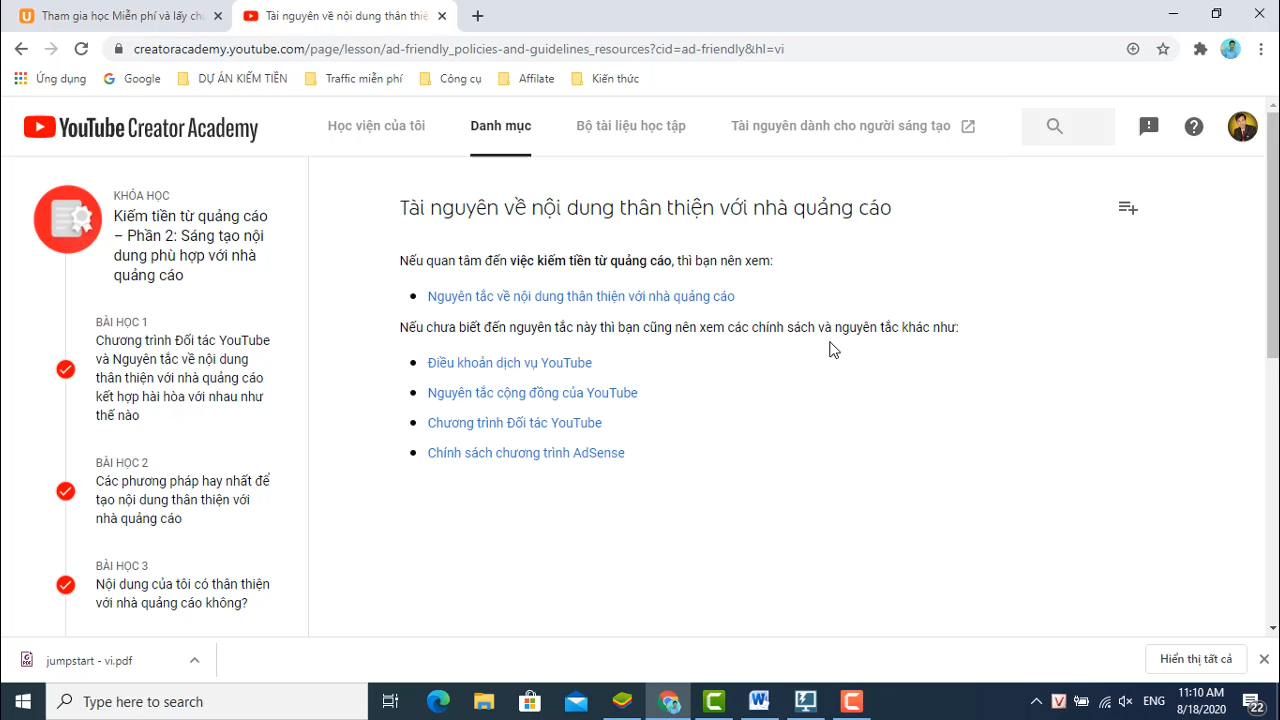 Tham gia học Miễn phí và lấy chu
Tài nguyên về nội dung thân thiện
creatoracademy.youtube.com/page/lesson/ad-friendly_policies-and-guidelines_resources?cid=ad-friendly&hl=vi
Ứng dụng
Google
DỰ ÁN KIẾM TIỀN
Traffic miễn phí
Công cụ
Affilate
Kiến thức
YouTube Creator Academy
Học viện của tôi
Danh mục
Bộ tài liệu học tập
Tài nguyên dành cho người sáng tạo
KHÓA HỌC
Kiếm tiền từ quảng cáo
– Phần 2: Sáng tạo nội
dung phù hợp với nhà
quảng cáo
BÀI HỌC 1
Chương trình Đối tác YouTube
và Nguyên tắc về nội dung
thân thiện với nhà quảng cáo
kết hợp hài hòa với nhau như
thế nào
BÀI HỌC 2
Các phương pháp hay nhất để
tạo nội dung thân thiện với
nhà quảng cáo
BÀI HỌC 3
Nội dung của tôi có thân thiện
với nhà quảng cáo không?
Tài nguyên về nội dung thân thiện với nhà quảng cáo
Nếu quan tâm đến việc kiếm tiền từ quảng cáo, thì bạn nên xem:
Nguyên tắc về nội dung thân thiện với nhà quảng cáo
Nếu chưa biết đến nguyên tắc này thì bạn cũng nên xem các chính sách và nguyên tắc khác như:
Điều khoản dịch vụ YouTube
Nguyên tắc cộng đồng của YouTube
Chương trình Đối tác YouTube
Chính sách chương trình AdSense
jumpstart - vi.pdf
Hiển thị tất cả
Type here to search
ENG
11:10 AM
8/18/2020
22